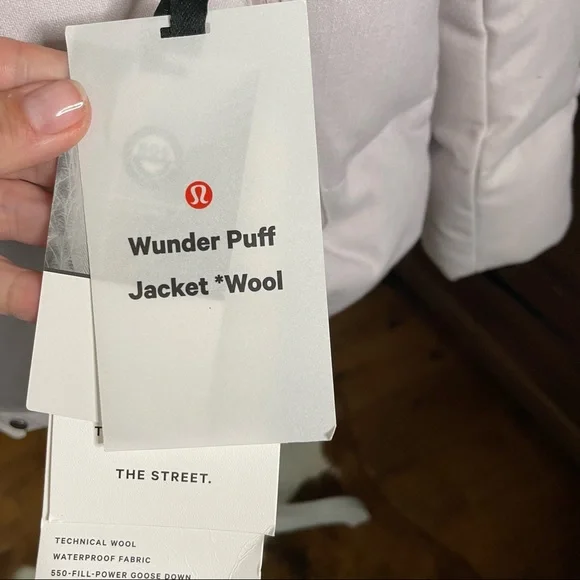 Wunder Puff
Jacket *Wool
T
THE STREET.
TECHNICAL WOOL
WATERPROOF FABRIC
550-FILL-POWER GOOSE DOWN